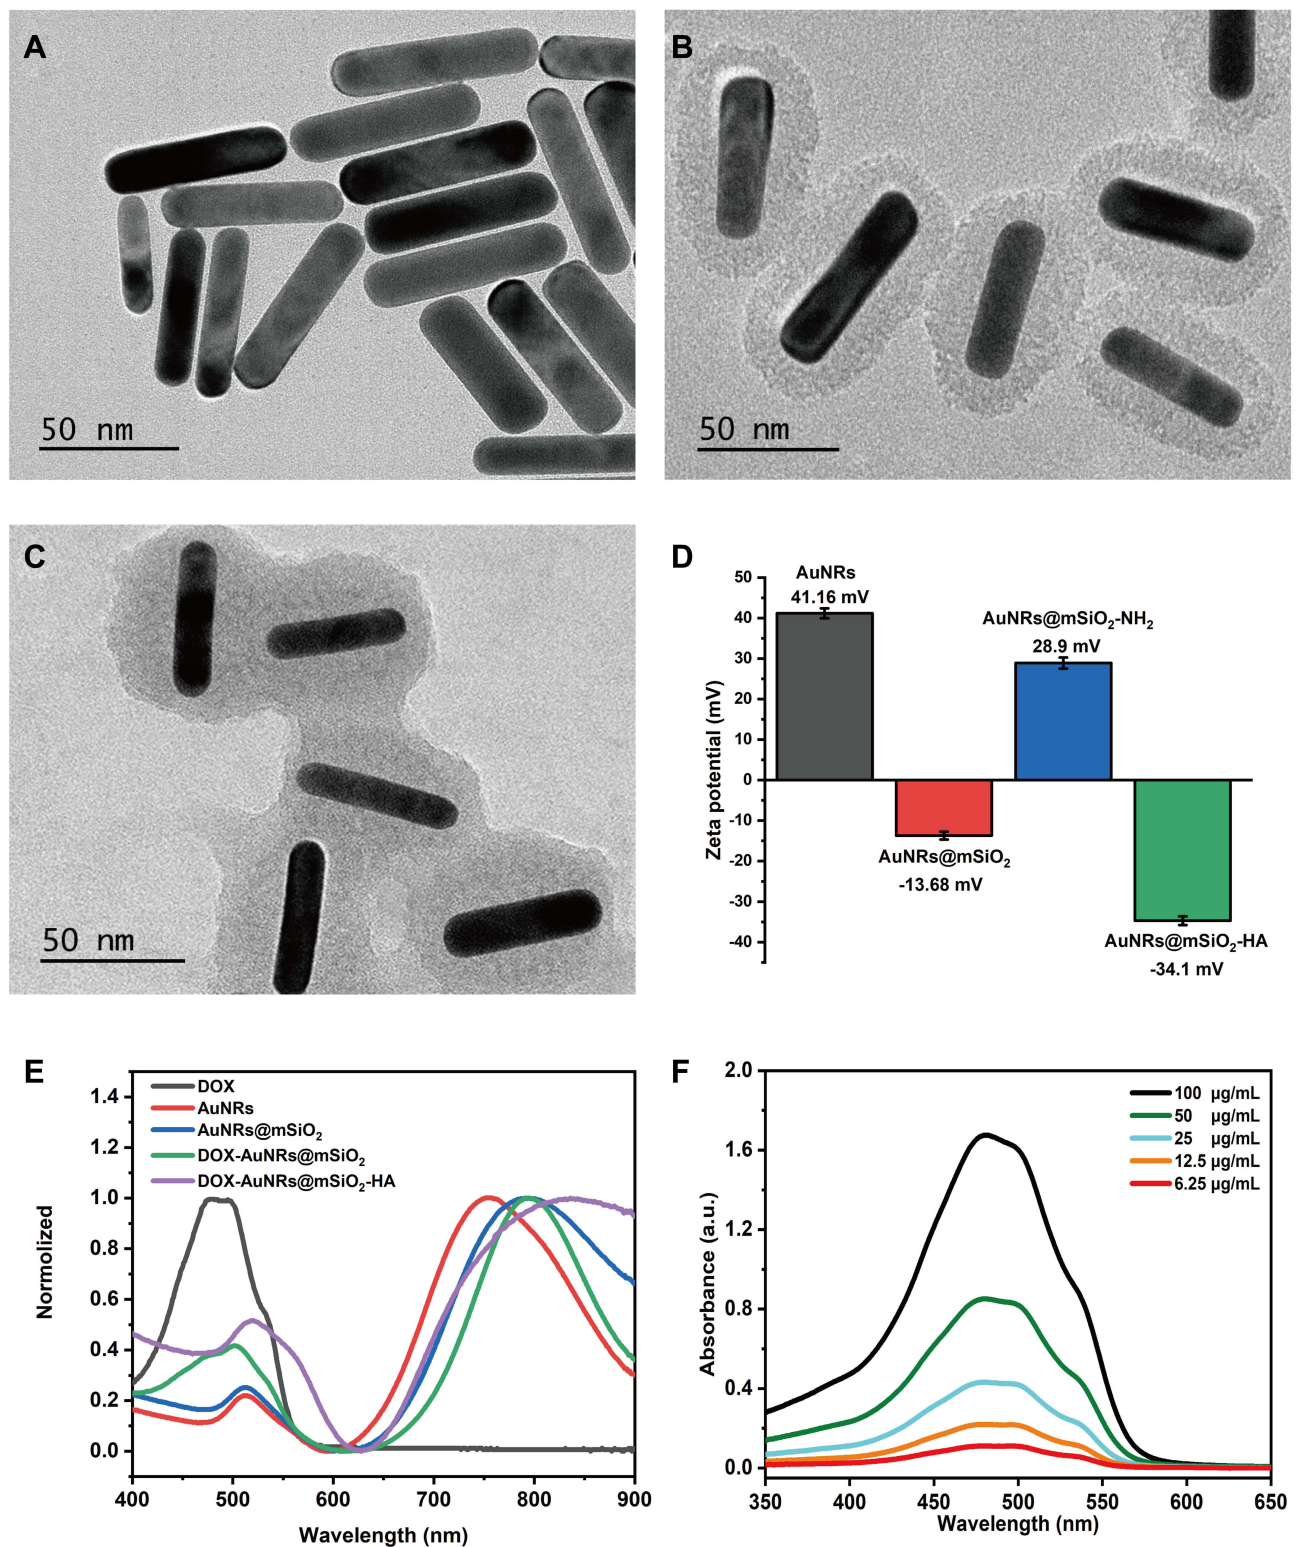 A
50 nm
B
50 nm
C
50 nm
D
Zeta potential (mV)
50
40
30
20
10
0
-10
-20
-30
-40
AuNRs
41.16 mV
AuNRs@mSiO₂-NH₂
28.9 mV
AuNRs@mSiO₂
-13.68 mV
AuNRs@mSiO₂-HA
-34.1 mV
E
DOX
AuNRs
AuNRs@mSiO₂
DOX-AuNRs@mSiO₂
DOX-AuNRs@mSiO₂-HA
Normolized
1.4
1.2
1.0
0.8
0.6
0.4
0.2
0.0
400 500 600 700 800 900
Wavelength (nm)
F
100 µg/mL
50 µg/mL
25 µg/mL
12.5 µg/mL
6.25 µg/mL
Absorbance (a.u.)
2.0
1.6
1.2
0.8
0.4
0.0
350 400 450 500 550 600 650
Wavelength (nm)